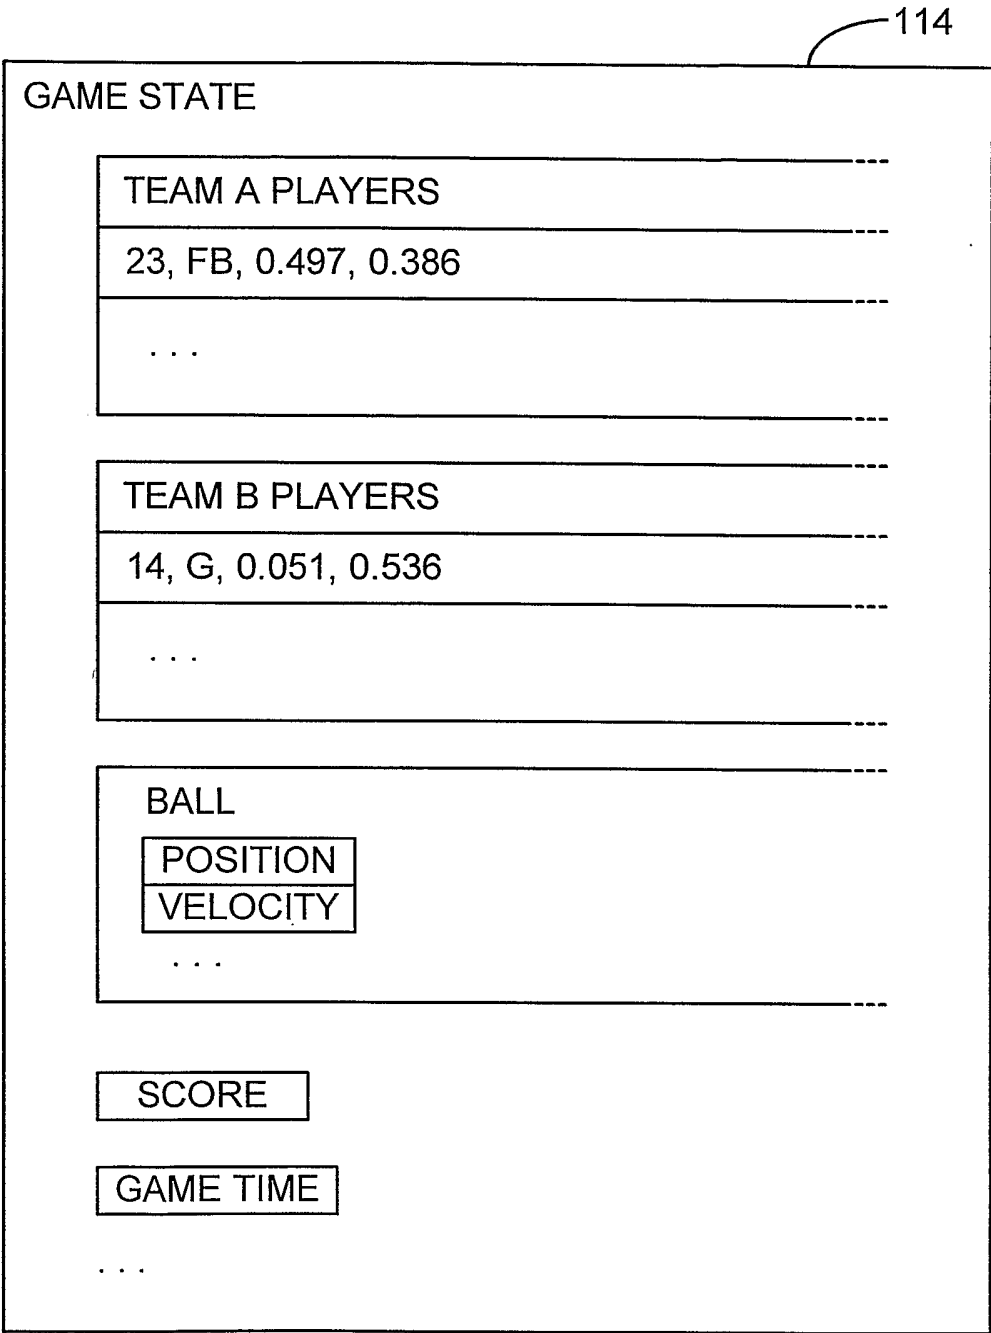 114
GAME STATE
TEAM A PLAYERS
23, FB, 0.497, 0.386
. . .
TEAM B PLAYERS
14, G, 0.051, 0.536
. . .
BALL
POSITION
VELOCITY
. . .
SCORE
GAME TIME
. . .